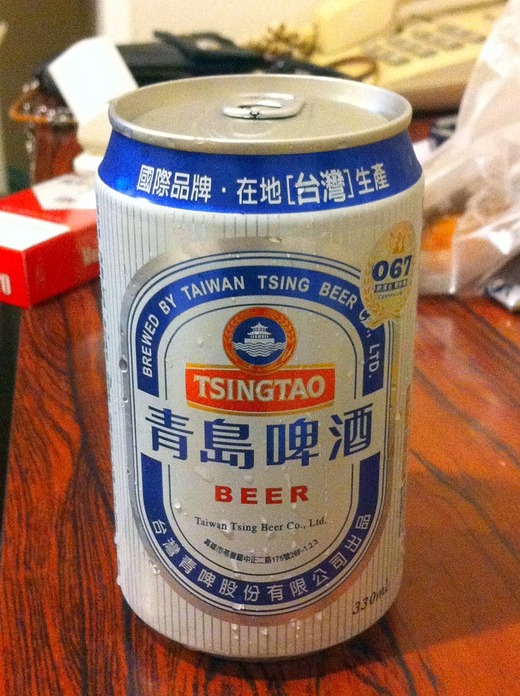 國際品牌・在地[台灣]生產
067
BREWED BY TAIWAN TSING BEER CO., LTD.
TSINGTAO
青島啤酒
BEER
Taiwan Tsing Beer Co., Ltd.
台灣青啤股份有限公司出品
330mL